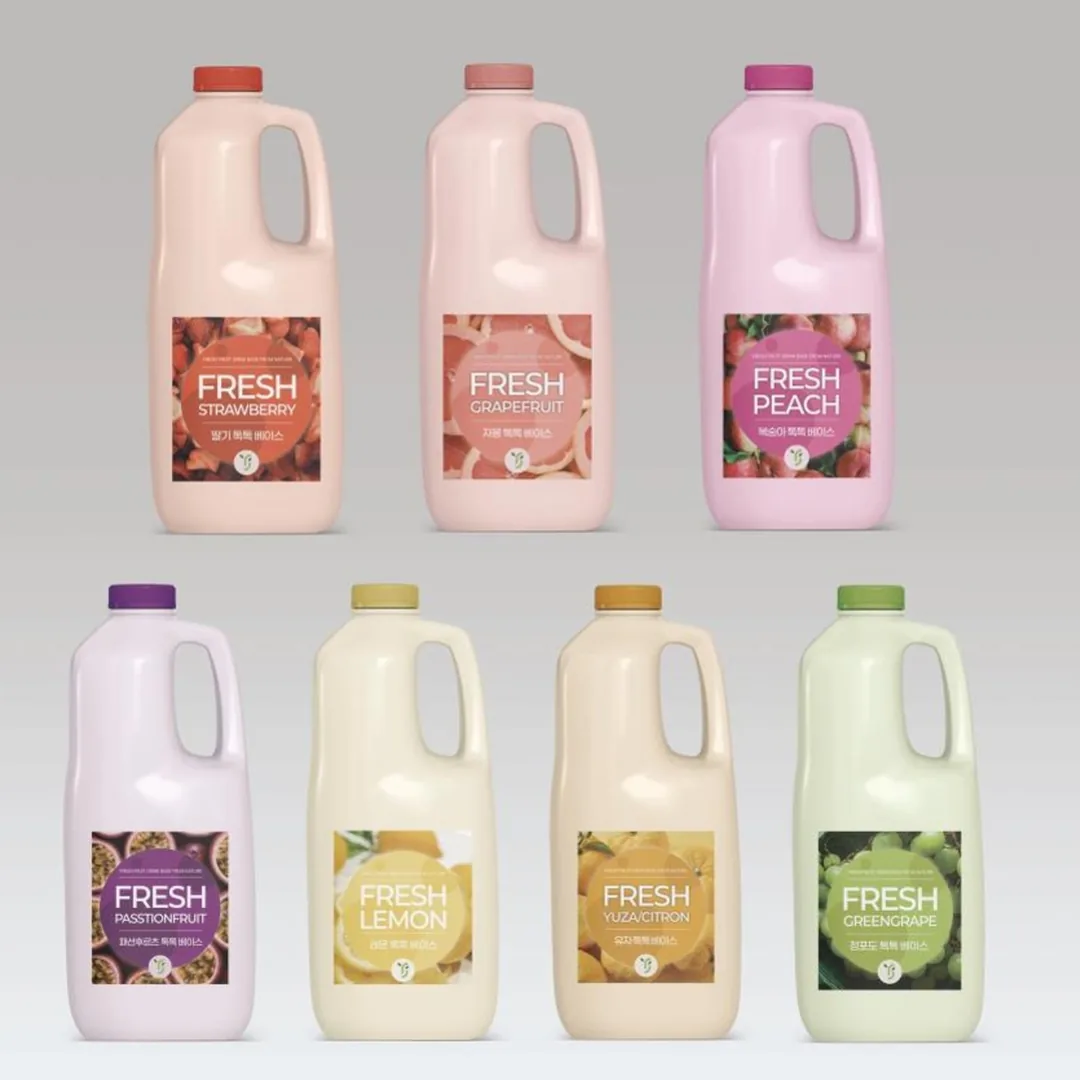 FRESH
STRAWBERRY
딸기 톡톡 베이스
FRESH
GRAPEFRUIT
자몽 톡톡 베이스
FRESH
PEACH
복숭아 톡톡 베이스
FRESH
PASSTIONFRUIT
패션후르츠 톡톡 베이스
FRESH
LEMON
레몬 톡톡 베이스
FRESH
YUZA/CITRON
유자 톡톡 베이스
FRESH
GREENGRAPE
청포도 톡톡 베이스